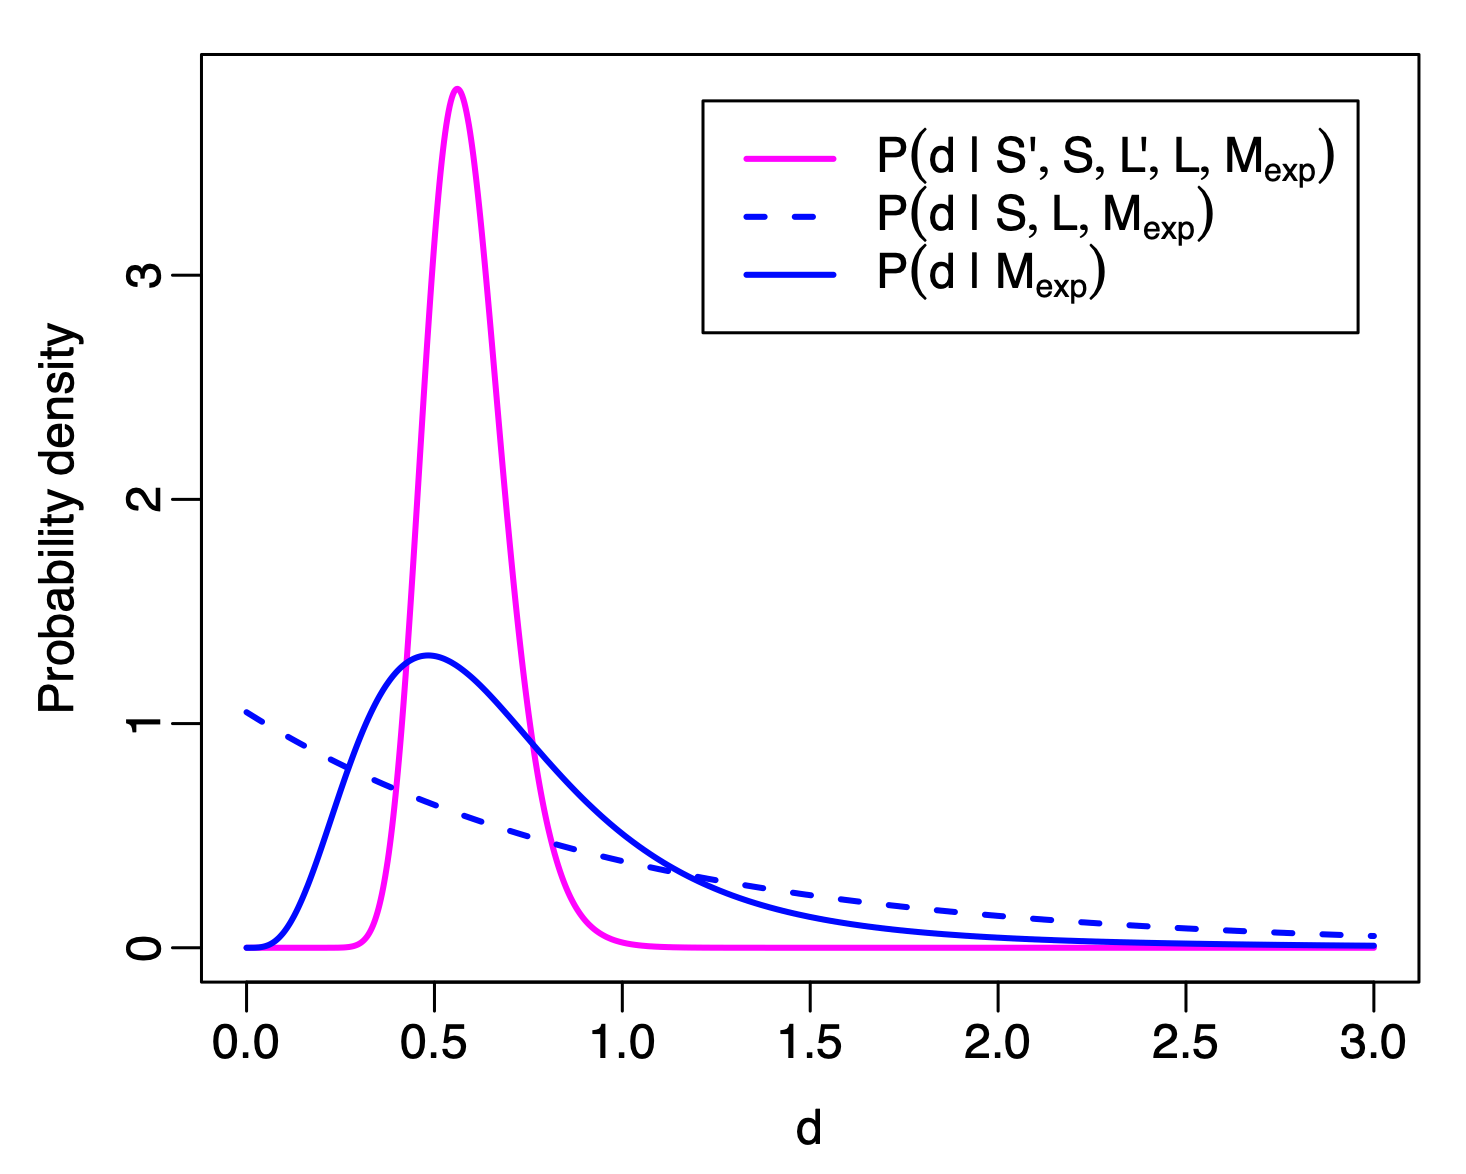 P(d | S', S, L', L, Mexp)
P(d | S, L, Mexp)
P(d | Mexp)
Probability density
3
2
1
0
0.0 0.5 1.0 1.5 2.0 2.5 3.0
d